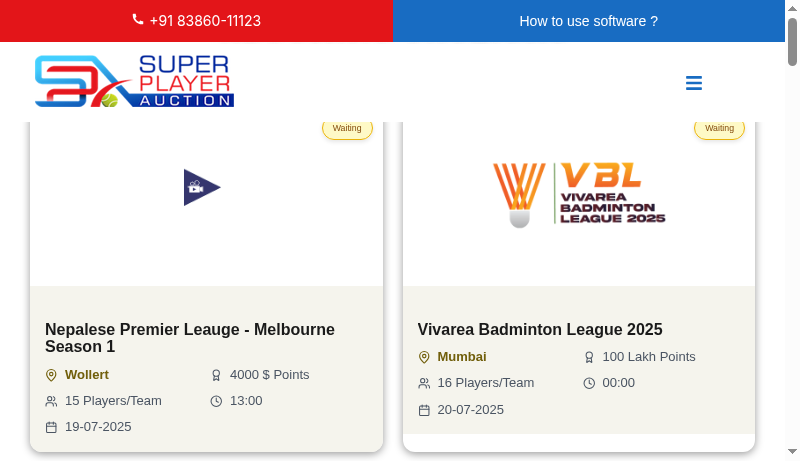 +91 83860-11123
How to use software ?
SUPER
PLAYER
AUCTION
Waiting
Waiting
VBL
VIVAREA
BADMINTON
LEAGUE 2025
Nepalese Premier Leauge - Melbourne
Season 1
Wollert
4000 $ Points
15 Players/Team
13:00
19-07-2025
Vivarea Badminton League 2025
Mumbai
100 Lakh Points
16 Players/Team
00:00
20-07-2025